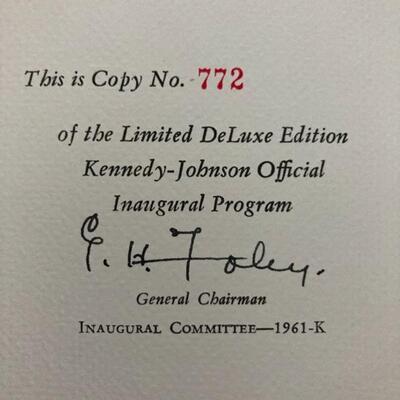 This is Copy No. 772
of the Limited DeLuxe Edition
Kennedy-Johnson Official
Inaugural Program
E. H. Foley.
General Chairman
INAUGURAL COMMITTEE—1961-K